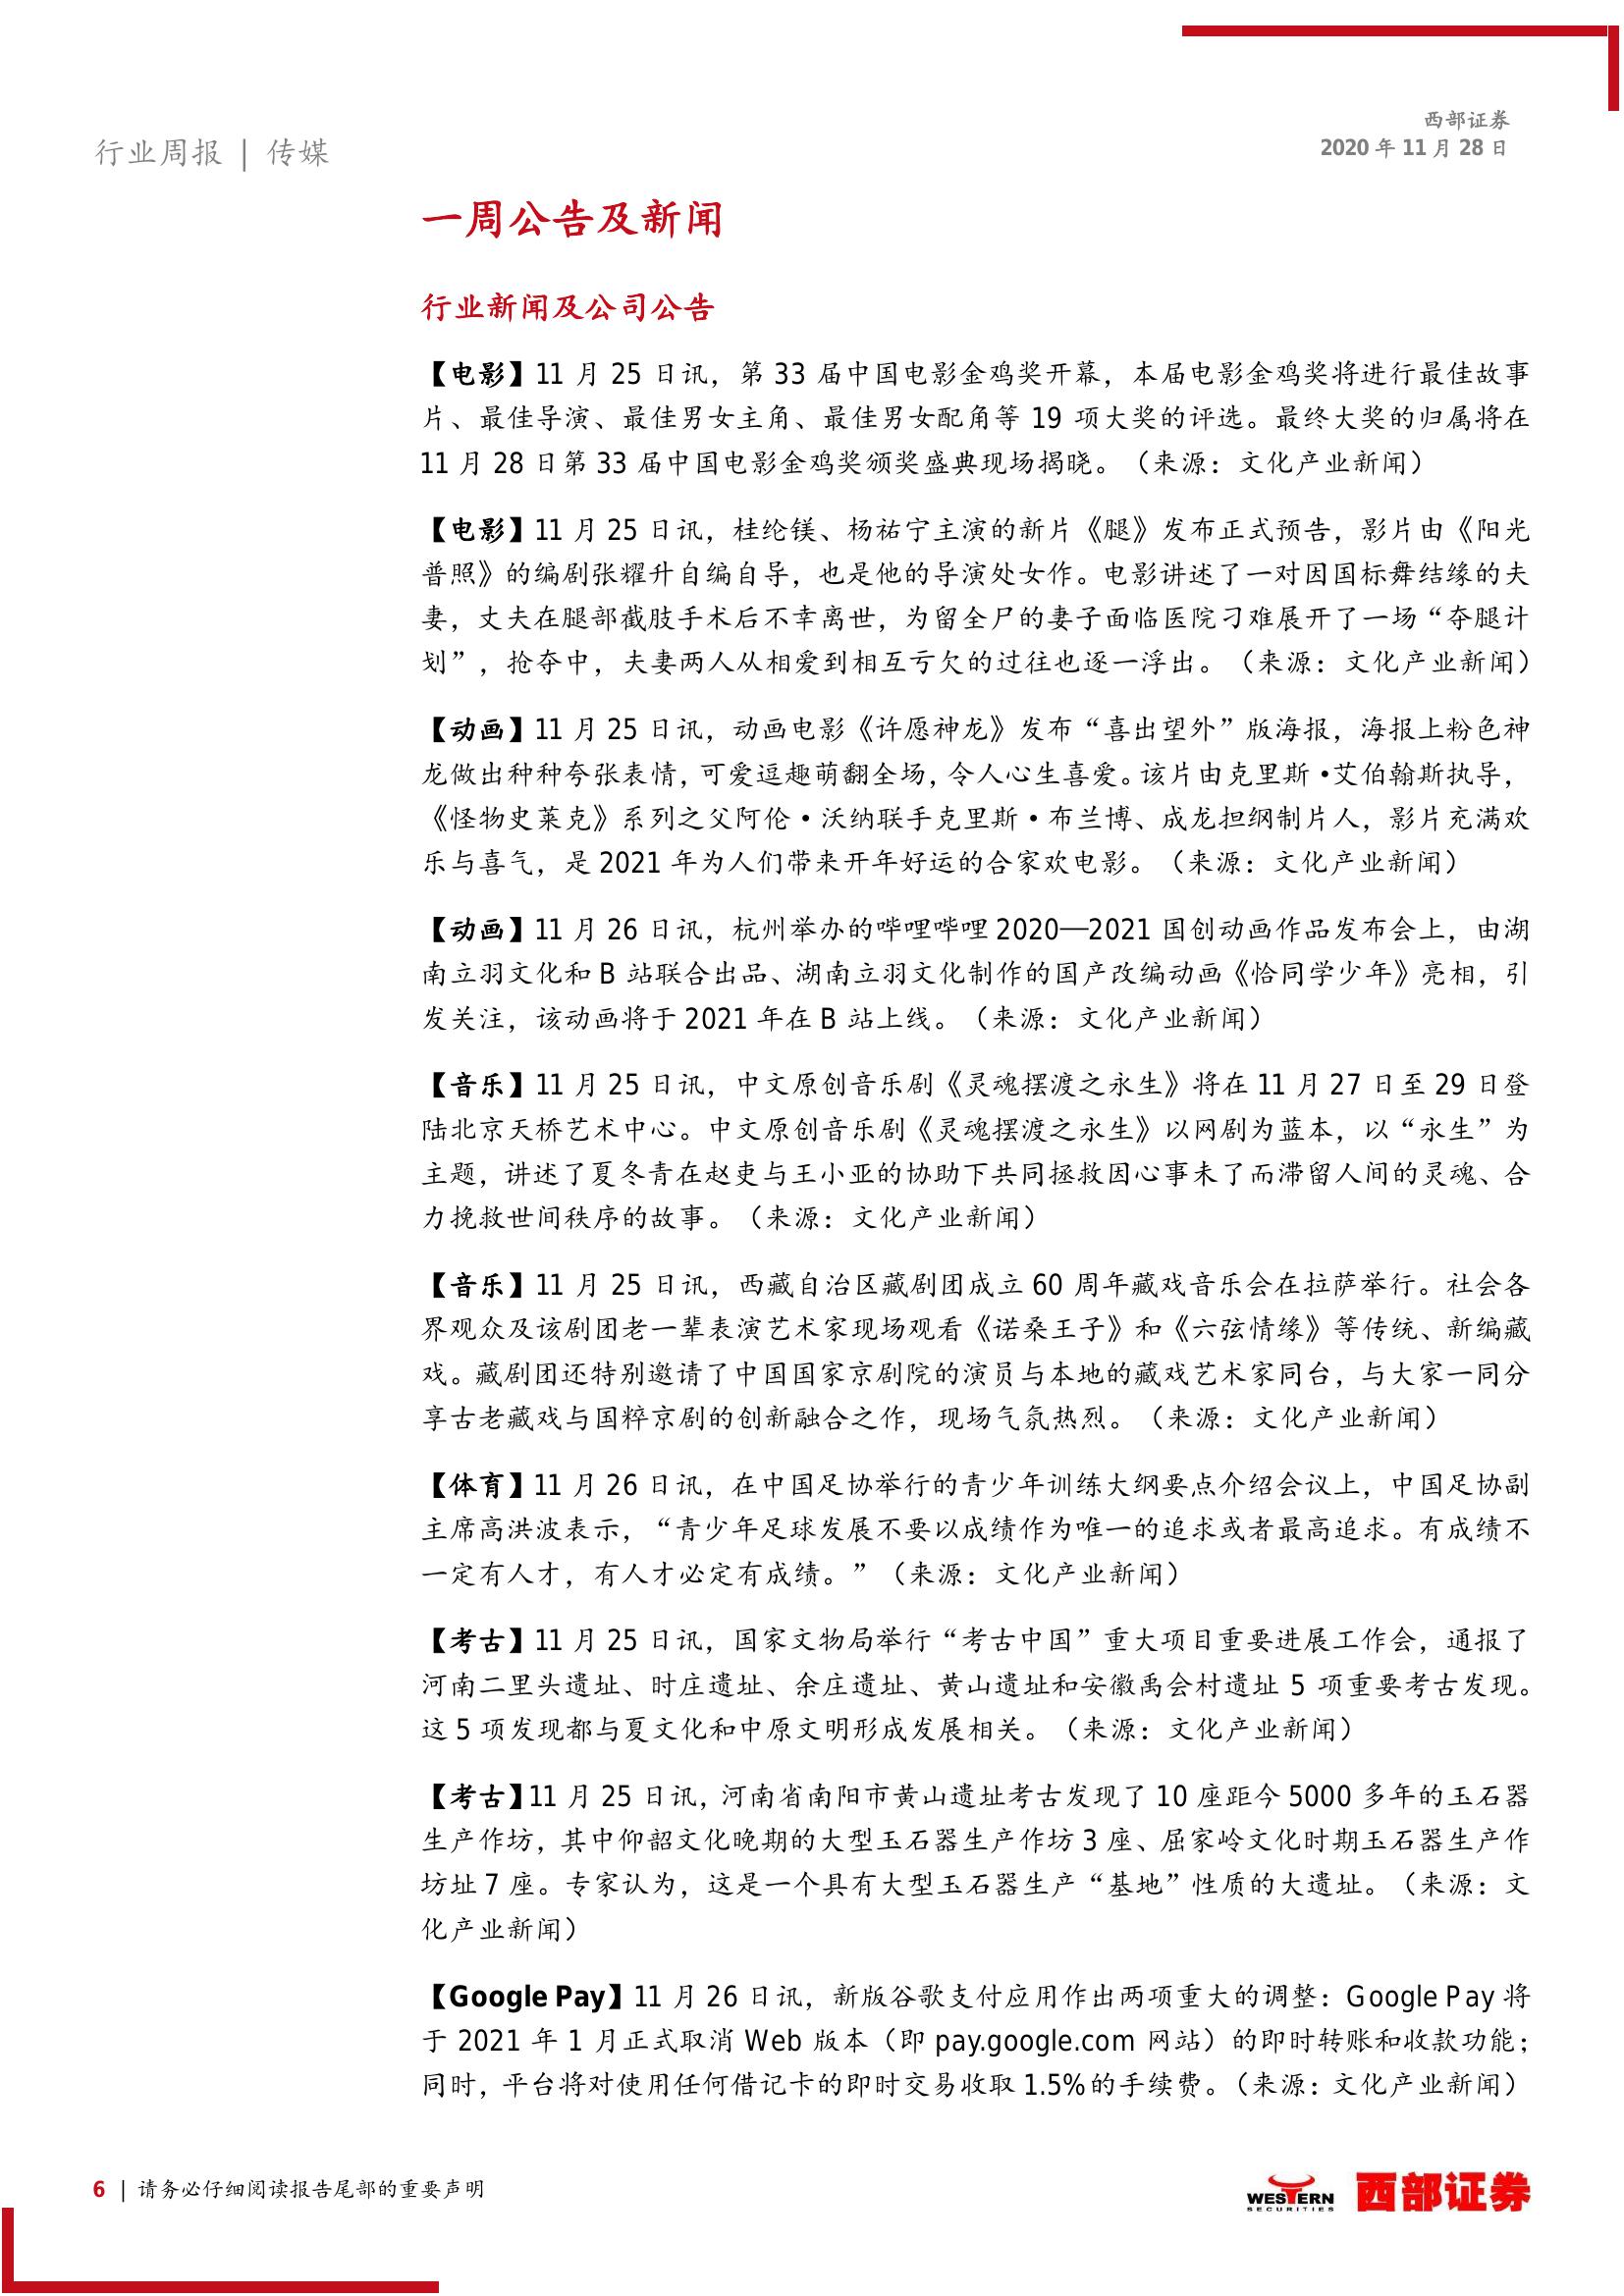 行业周报 | 传媒
西部证券
2020 年 11 月 28 日
一周公告及新闻
行业新闻及公司公告
【电影】11 月 25 日讯，第 33 届中国电影金鸡奖开幕，本届电影金鸡奖将进行最佳故事
片、最佳导演、最佳男女主角、最佳男女配角等 19 项大奖的评选。最终大奖的归属将在
11 月 28 日第 33 届中国电影金鸡奖颁奖盛典现场揭晓。（来源：文化产业新闻）
【电影】11 月 25 日讯，桂纶镁、杨祐宁主演的新片《腿》发布正式预告，影片由《阳光
普照》的编剧张耀升自编自导，也是他的导演处女作。电影讲述了一对因国标舞结缘的夫
妻，丈夫在腿部截肢手术后不幸离世，为留全尸的妻子面临医院刁难展开了一场“夺腿计
划”，抢夺中，夫妻两人从相爱到相互亏欠的过往也逐一浮出。（来源：文化产业新闻）
【动画】11 月 25 日讯，动画电影《许愿神龙》发布“喜出望外”版海报，海报上粉色神
龙做出种种夸张表情，可爱逗趣萌翻全场，令人心生喜爱。该片由克里斯•艾伯翰斯执导，
《怪物史莱克》系列之父阿伦•沃纳联手克里斯•布兰博、成龙担纲制片人，影片充满欢
乐与喜气，是 2021 年为人们带来开年好运的合家欢电影。（来源：文化产业新闻）
【动画】11 月 26 日讯，杭州举办的哔哩哔哩 2020—2021 国创动画作品发布会上，由湖
南立羽文化和 B 站联合出品、湖南立羽文化制作的国产改编动画《恰同学少年》亮相，引
发关注，该动画将于 2021 年在 B 站上线。（来源：文化产业新闻）
【音乐】11 月 25 日讯，中文原创音乐剧《灵魂摆渡之永生》将在 11 月 27 日至 29 日登
陆北京天桥艺术中心。中文原创音乐剧《灵魂摆渡之永生》以网剧为蓝本，以“永生”为
主题，讲述了夏冬青在赵吏与王小亚的协助下共同拯救因心事未了而滞留人间的灵魂、合
力挽救世间秩序的故事。（来源：文化产业新闻）
【音乐】11 月 25 日讯，西藏自治区藏剧团成立 60 周年藏戏音乐会在拉萨举行。社会各
界观众及该剧团老一辈表演艺术家现场观看《诺桑王子》和《六弦情缘》等传统、新编藏
戏。藏剧团还特别邀请了中国国家京剧院的演员与本地的藏戏艺术家同台，与大家一同分
享古老藏戏与国粹京剧的创新融合之作，现场气氛热烈。（来源：文化产业新闻）
【体育】11 月 26 日讯，在中国足协举行的青少年训练大纲要点介绍会议上，中国足协副
主席高洪波表示，“青少年足球发展不要以成绩作为唯一的追求或者最高追求。有成绩不
一定有人才，有人才必定有成绩。”（来源：文化产业新闻）
【考古】11 月 25 日讯，国家文物局举行“考古中国”重大项目重要进展工作会，通报了
河南二里头遗址、时庄遗址、余庄遗址、黄山遗址和安徽禹会村遗址 5 项重要考古发现。
这 5 项发现都与夏文化和中原文明形成发展相关。（来源：文化产业新闻）
【考古】11 月 25 日讯，河南省南阳市黄山遗址考古发现了 10 座距今 5000 多年的玉石器
生产作坊，其中仰韶文化晚期的大型玉石器生产作坊 3 座、屈家岭文化时期玉石器生产作
坊址 7 座。专家认为，这是一个具有大型玉石器生产“基地”性质的大遗址。（来源：文
化产业新闻）
【Google Pay】11 月 26 日讯，新版谷歌支付应用作出两项重大的调整：Google Pay 将
于 2021 年 1 月正式取消 Web 版本（即 pay.google.com 网站）的即时转账和收款功能；
同时，平台将对使用任何借记卡的即时交易收取 1.5%的手续费。（来源：文化产业新闻）
6 | 请务必仔细阅读报告尾部的重要声明
WESTERN
SECURITIES
西部证券